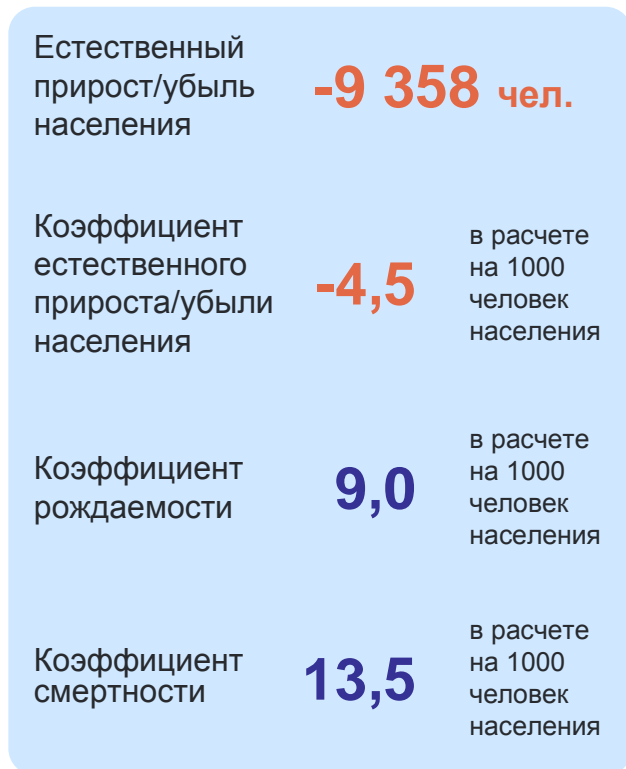 Естественный
прирост/убыль
населения
-9 358 чел.
Коэффициент
естественного
прироста/убыли
населения
-4,5
в расчете
на 1000
человек
населения
Коэффициент
рождаемости
9,0
в расчете
на 1000
человек
населения
Коэффициент
смертности
13,5
в расчете
на 1000
человек
населения